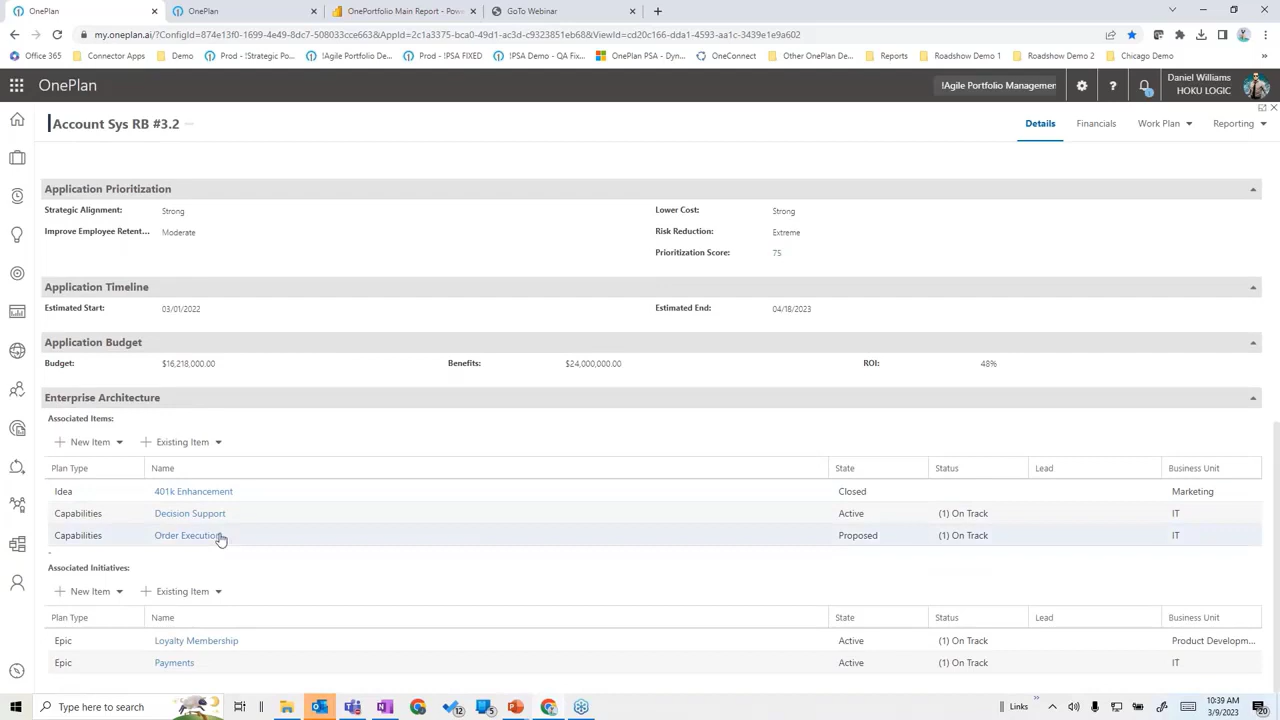 OnePlan
OnePlan
OnePortfolio Main Report - Powe
GoTo Webinar
my.oneplan.ai/?ConfigId=874e13f0-1699-4e49-8dc7-508033cce663&AppId=2c1a3375-bca0-49d1-ac3d-c9323851eb68&ViewId=cd20c166-dda1-4593-aa1c-3439e1e9a602
Office 365
Connector Apps
Prod - !Strategic Po...
!Agile Portfolio De...
Prod - !PSA FIXED
!PSA Demo - QA Fix...
OnePlan PSA - Dyn...
OneConnect
Other OnePlan De...
Reports
Roadshow Demo 1
Roadshow Demo 2
Chicago Demo
»
OnePlan
!Agile Portfolio Managemen
?
Daniel Williams
HOKU LOGIC
Account Sys RB #3.2
Details
Financials
Work Plan
Reporting
Application Prioritization
Strategic Alignment: Strong Lower Cost: Strong
Improve Employee Retent... Moderate Risk Reduction: Extreme
Prioritization Score: 75
Application Timeline
Estimated Start: 03/01/2022 Estimated End: 04/18/2023
Application Budget
Budget: $16,218,000.00 Benefits: $24,000,000.00 ROI: 48%
Enterprise Architecture
Associated Items:
+ New Item + Existing Item
Plan Type Name State Status Lead Business Unit
Idea 401k Enhancement Closed Marketing
Capabilities Decision Support Active (1) On Track IT
Capabilities Order Execution Proposed (1) On Track IT
Associated Initiatives:
+ New Item + Existing Item
Plan Type Name State Status Lead Business Unit
Epic Loyalty Membership Active (1) On Track Product Developm...
Epic Payments Active (1) On Track IT
Type here to search
12
5
Links
»
10:39 AM
3/9/2023
20